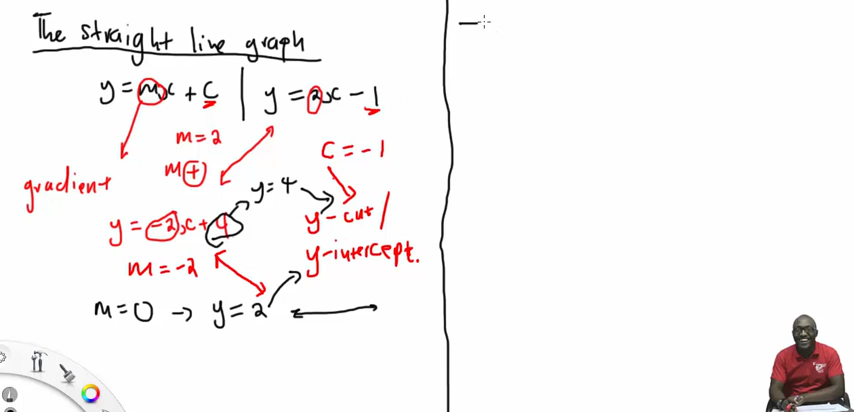 The straight line graph
y = mx + c | y = 2x - 1
m = 2
c = -1
m +
gradient
y = 4
y = -2x + 4
y-cut /
y-intercept.
m = -2
m = 0 → y = 2